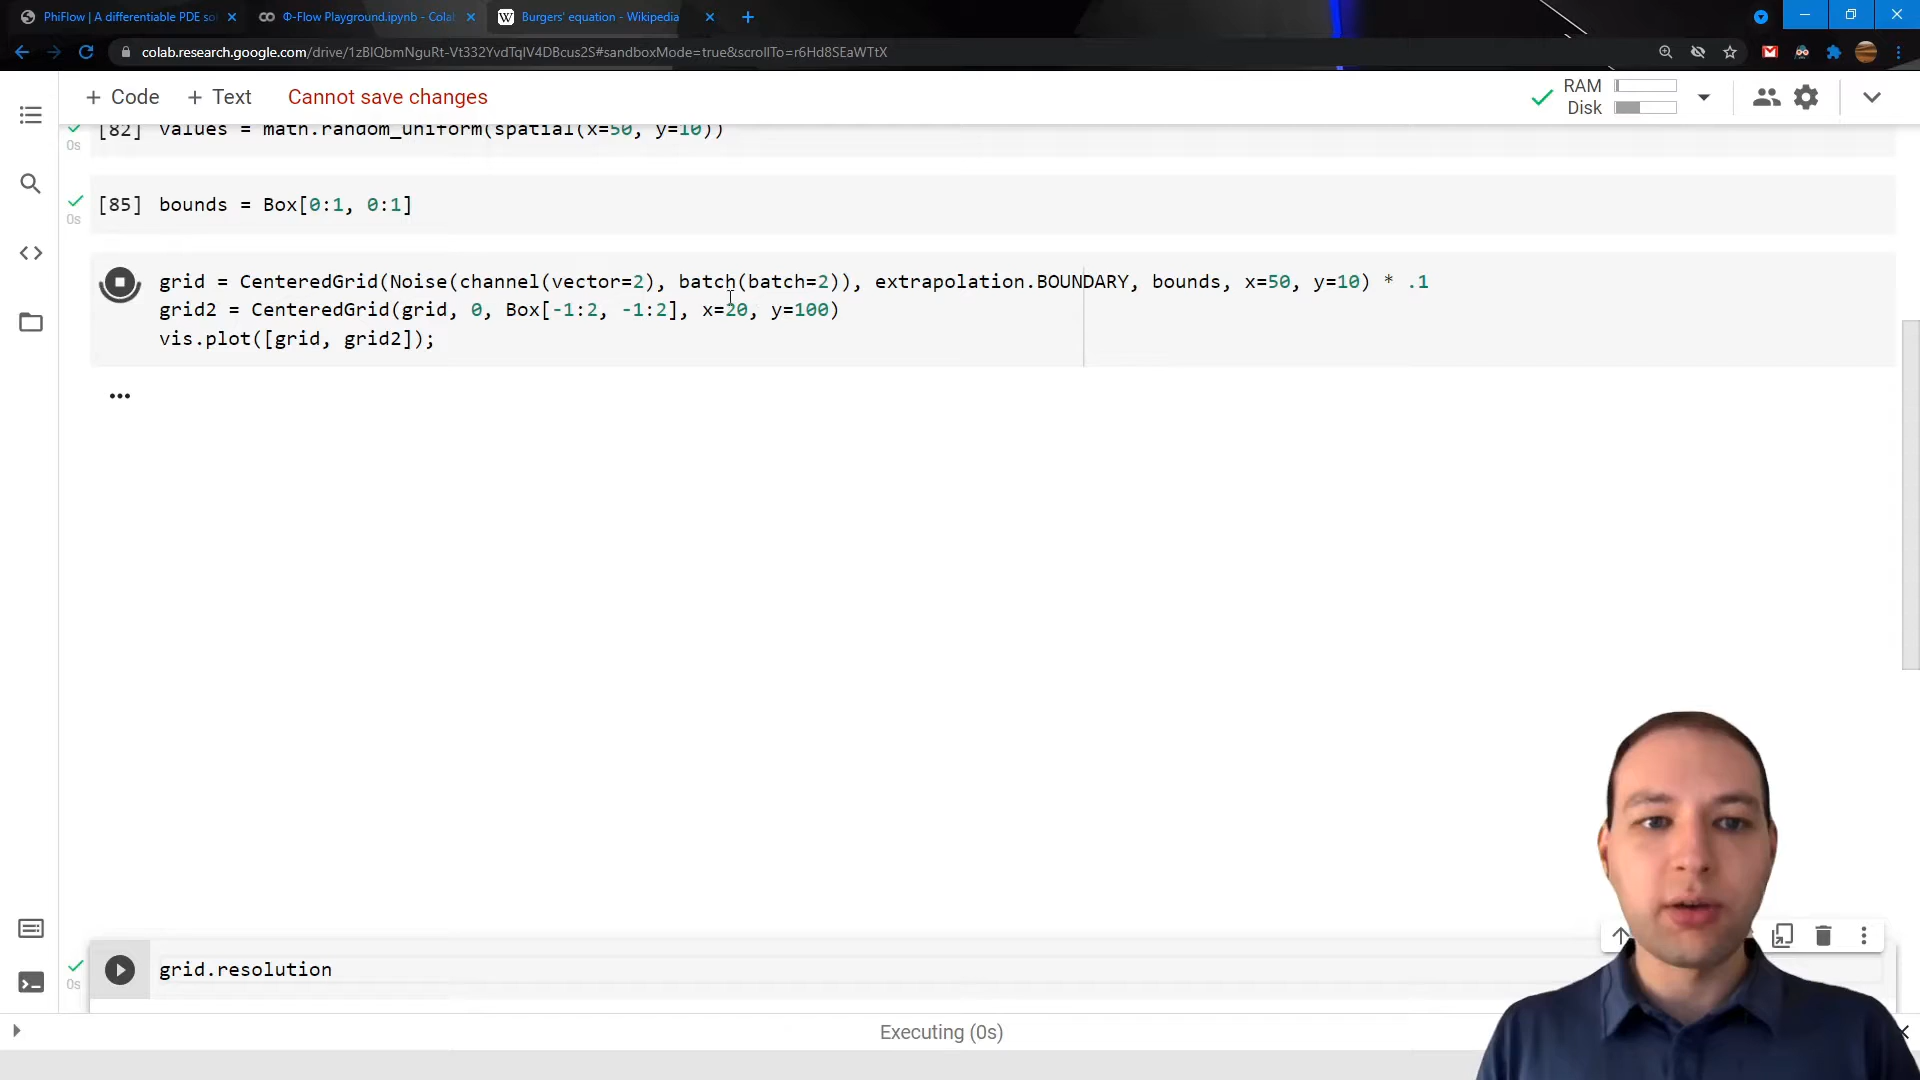 PhiFlow | A differentiable PDE so
Φ-Flow Playground.ipynb - Cola
Burgers' equation - Wikipedia
colab.research.google.com/drive/1zBlQbmNguRt-Vt332YvdTqlV4DBcus2S#sandboxMode=true&scrollTo=r6Hd8SEaWTtX
+ Code + Text Cannot save changes
RAM
Disk
[82] values = math.random_uniform(spatial(x=50, y=10))
0s
[85] bounds = Box[0:1, 0:1]
0s
grid = CenteredGrid(Noise(channel(vector=2), batch(batch=2)), extrapolation.BOUNDARY, bounds, x=50, y=10) * .1
grid2 = CenteredGrid(grid, 0, Box[-1:2, -1:2], x=20, y=100)
vis.plot([grid, grid2]);
grid.resolution
0s
Executing (0s)